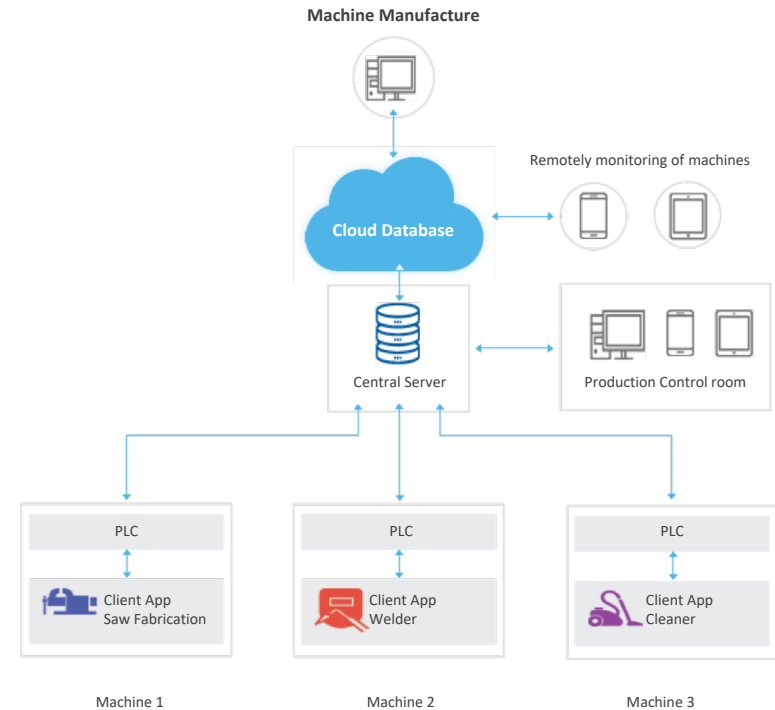 Machine Manufacture
Remotely monitoring of machines
Cloud Database
Central Server
Production Control room
PLC
Client App
Saw Fabrication
PLC
Client App
Welder
PLC
Client App
Cleaner
Machine 1
Machine 2
Machine 3